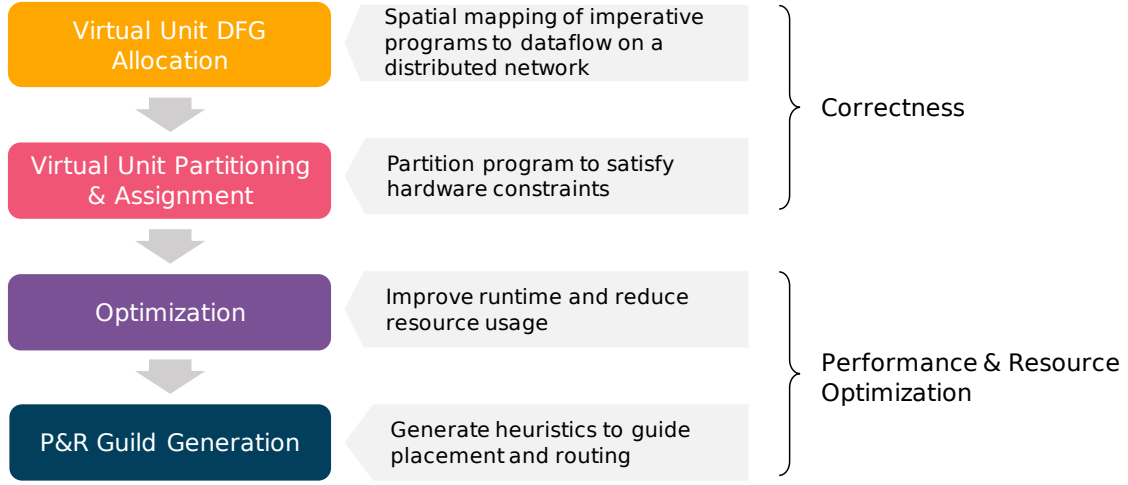 Virtual Unit DFG
Allocation
Spatial mapping of imperative
programs to dataflow on a
distributed network
Correctness
Virtual Unit Partitioning
& Assignment
Partition program to satisfy
hardware constraints
Optimization
Improve runtime and reduce
resource usage
Performance & Resource
Optimization
P&R Guild Generation
Generate heuristics to guide
placement and routing